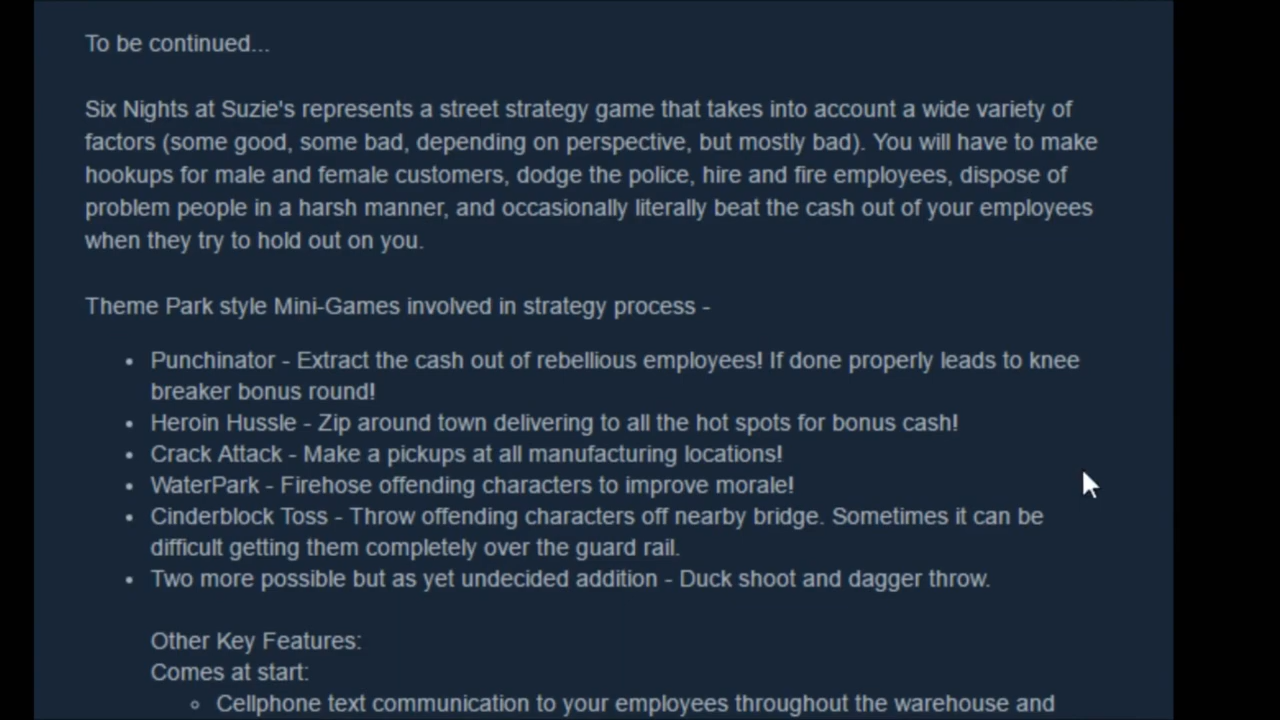 To be continued...
Six Nights at Suzie's represents a street strategy game that takes into account a wide variety of
factors (some good, some bad, depending on perspective, but mostly bad). You will have to make
hookups for male and female customers, dodge the police, hire and fire employees, dispose of
problem people in a harsh manner, and occasionally literally beat the cash out of your employees
when they try to hold out on you.
Theme Park style Mini-Games involved in strategy process -
• Punchinator - Extract the cash out of rebellious employees! If done properly leads to knee
breaker bonus round!
• Heroin Hussle - Zip around town delivering to all the hot spots for bonus cash!
• Crack Attack - Make a pickups at all manufacturing locations!
• WaterPark - Firehose offending characters to improve morale!
• Cinderblock Toss - Throw offending characters off nearby bridge. Sometimes it can be
difficult getting them completely over the guard rail.
• Two more possible but as yet undecided addition - Duck shoot and dagger throw.
Other Key Features:
Comes at start:
◦ Cellphone text communication to your employees throughout the warehouse and